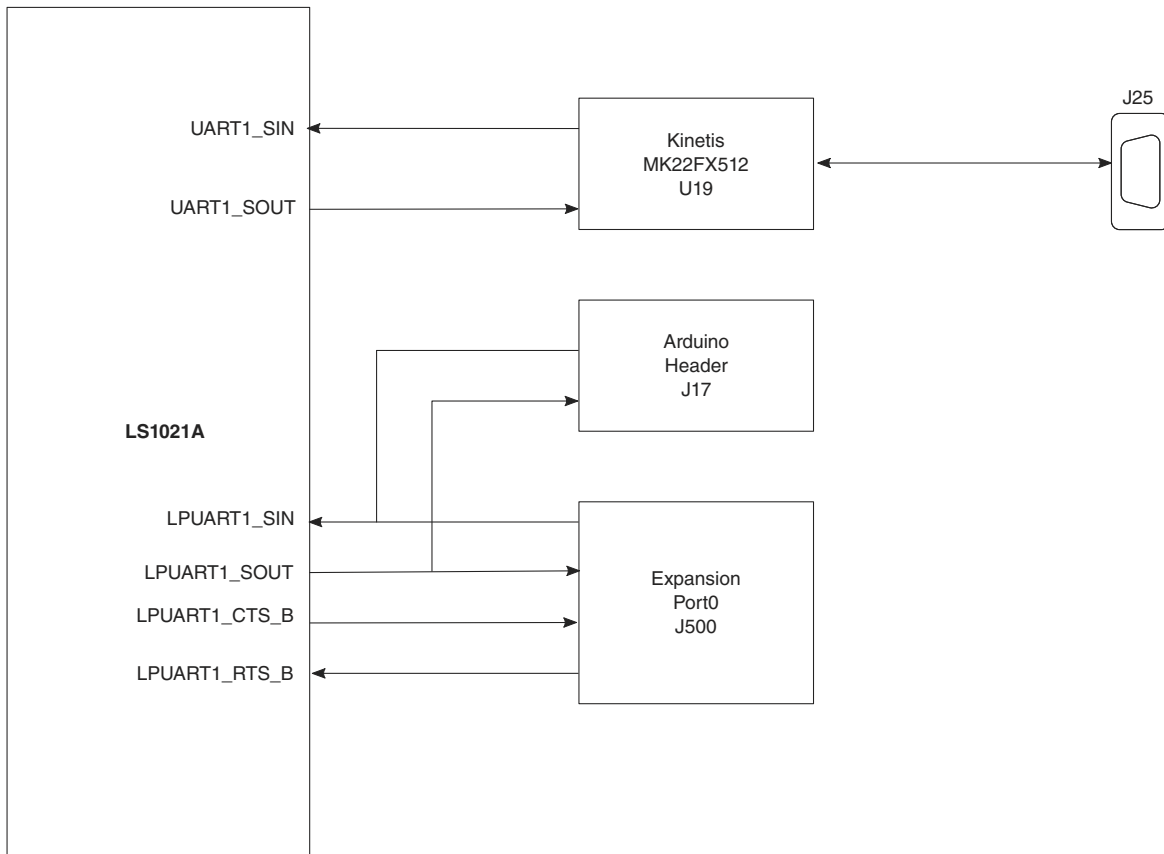 J25
UART1_SIN
Kinetis
MK22FX512
U19
UART1_SOUT
Arduino
Header
J17
LS1021A
LPUART1_SIN
LPUART1_SOUT
LPUART1_CTS_B
LPUART1_RTS_B
Expansion
Port0
J500